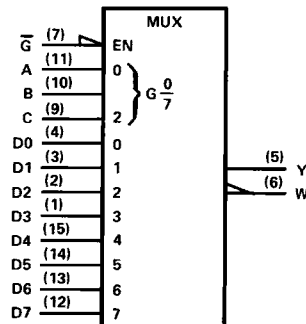 MUX
G̅ (7) EN
A (11) 0
B (10) G 0/7
C (9) 2
D0 (4) 0
D1 (3) 1 (5) Y
D2 (2) 2 (6) W
D3 (1) 3
D4 (15) 4
D5 (14) 5
D6 (13) 6
D7 (12) 7